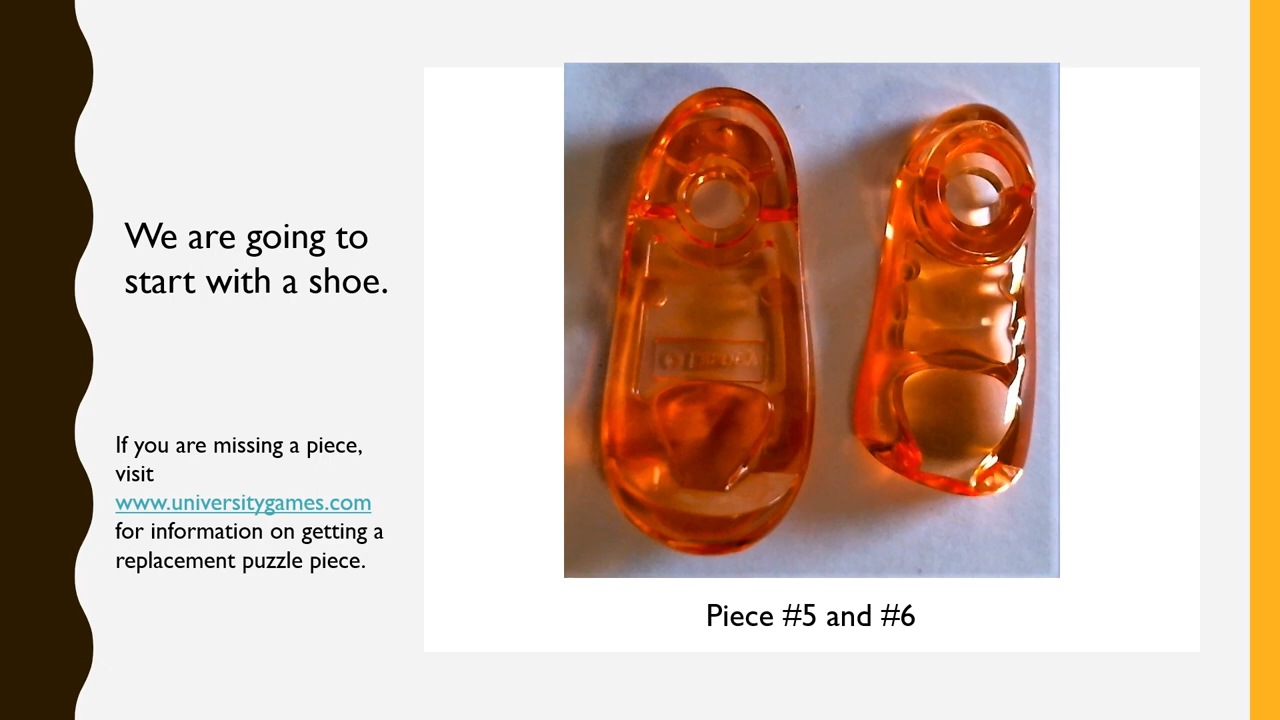 We are going to
start with a shoe.
If you are missing a piece,
visit
www.universitygames.com
for information on getting a
replacement puzzle piece.
Piece #5 and #6